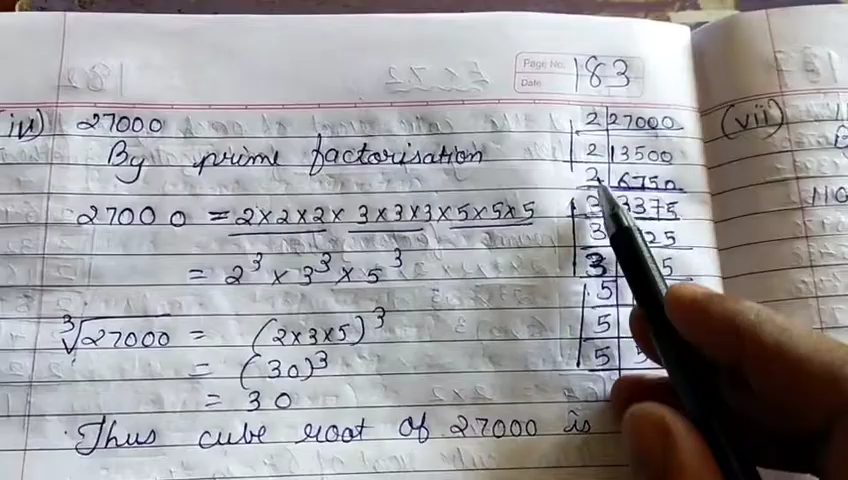 Page No. 183
Date:
(iv) 27000
By prime factorisation
27000 = 2×2×2× 3×3×3×5×5×5
= 2³ × 3³ × 5³
∛27000 = (2×3×5)³
= (30)³
= 30
Thus cube root of 27000 is
2 27000
2 13500
2 6750
3 3375
3 25
3 5
5
5
5
(vii)